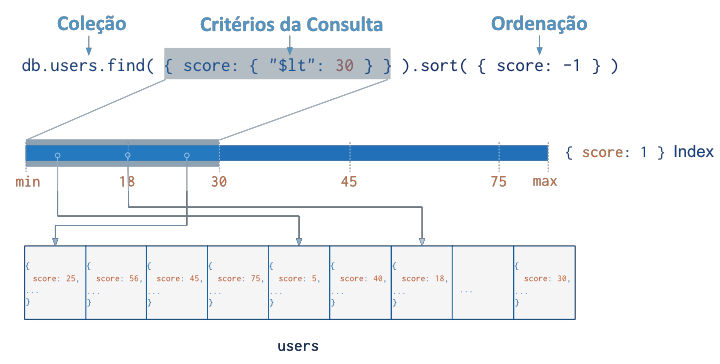 Coleção Critérios da Consulta Ordenação
db.users.find( { score: { "$lt": 30 } } ).sort( { score: -1 } )
{ score: 1 } Index
min 18 30 45 75 max
{ { { { { { { {
score: 25, score: 56, score: 45, score: 75, score: 5, score: 40, score: 18, score: 30,
... ... ... ... ... ... ... ... ...
} } } } } } } }
users